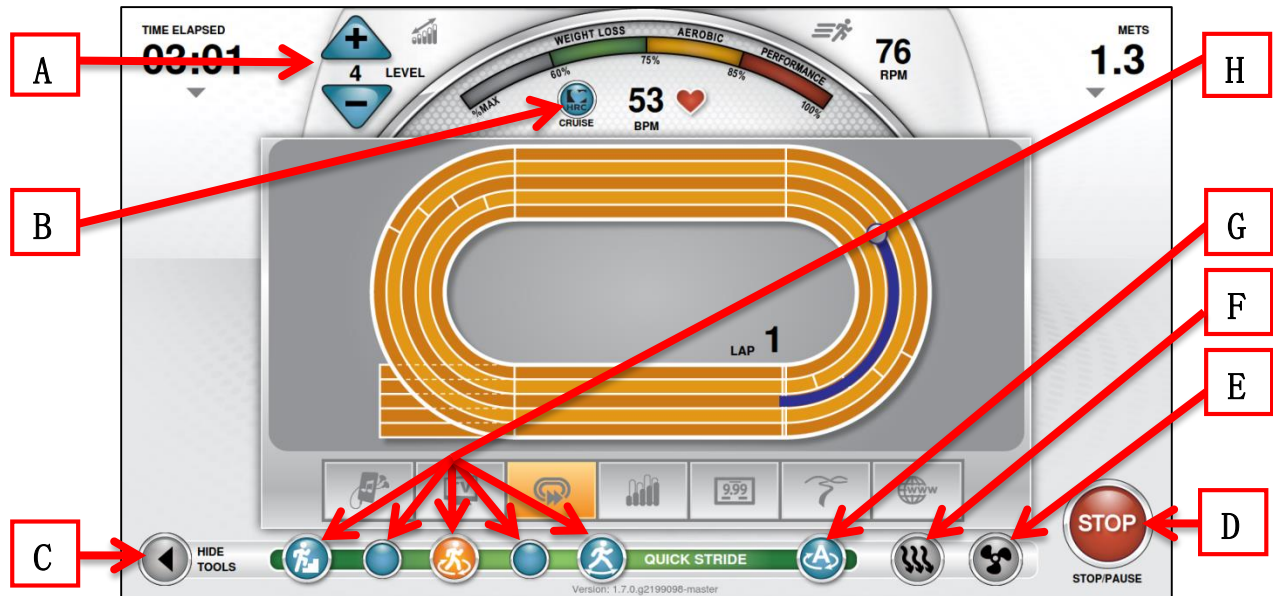 TIME ELAPSED
03:01
4 LEVEL
WEIGHT LOSS
AEROBIC
PERFORMANCE
%MAX
60%
75%
85%
100%
HRC
CRUISE
53
BPM
76
RPM
METS
1.3
A
B
C
H
G
F
E
D
LAP 1
TV
9.99
www
HIDE
TOOLS
QUICK STRIDE
A
STOP
STOP/PAUSE
Version: 1.7.0.g2199098-master